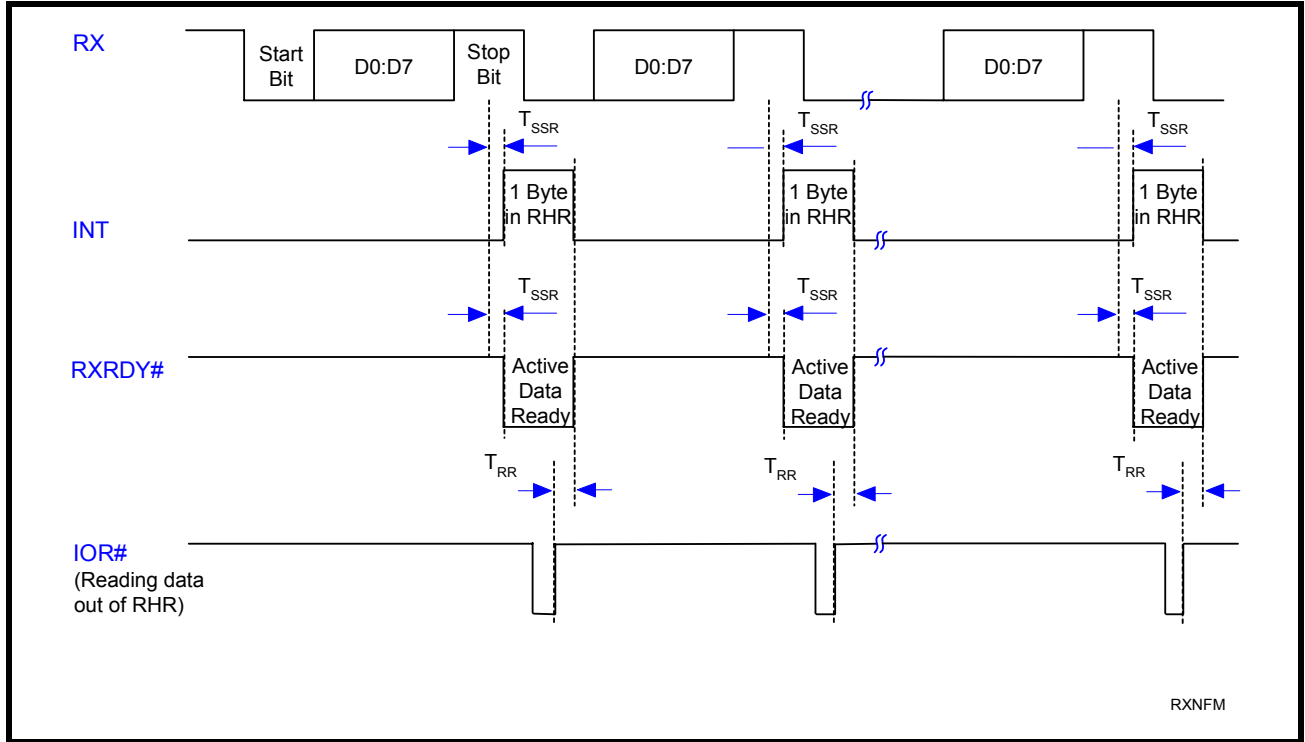 RX
Start
Bit
D0:D7
Stop
Bit
D0:D7
D0:D7
TSSR
TSSR
TSSR
INT
1 Byte
in RHR
1 Byte
in RHR
1 Byte
in RHR
TSSR
TSSR
TSSR
RXRDY#
Active
Data
Ready
Active
Data
Ready
Active
Data
Ready
TRR
TRR
TRR
IOR#
(Reading data
out of RHR)
RXNFM